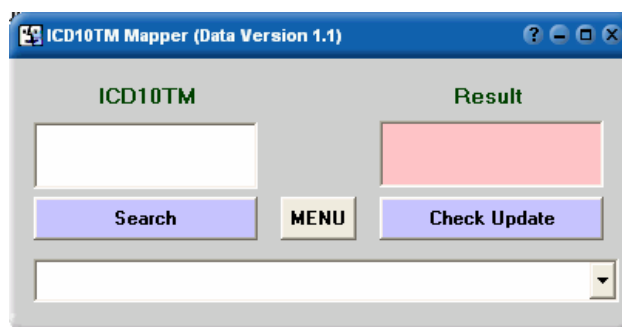 ICD10TM Mapper (Data Version 1.1)
ICD10TM Result
Search MENU Check Update